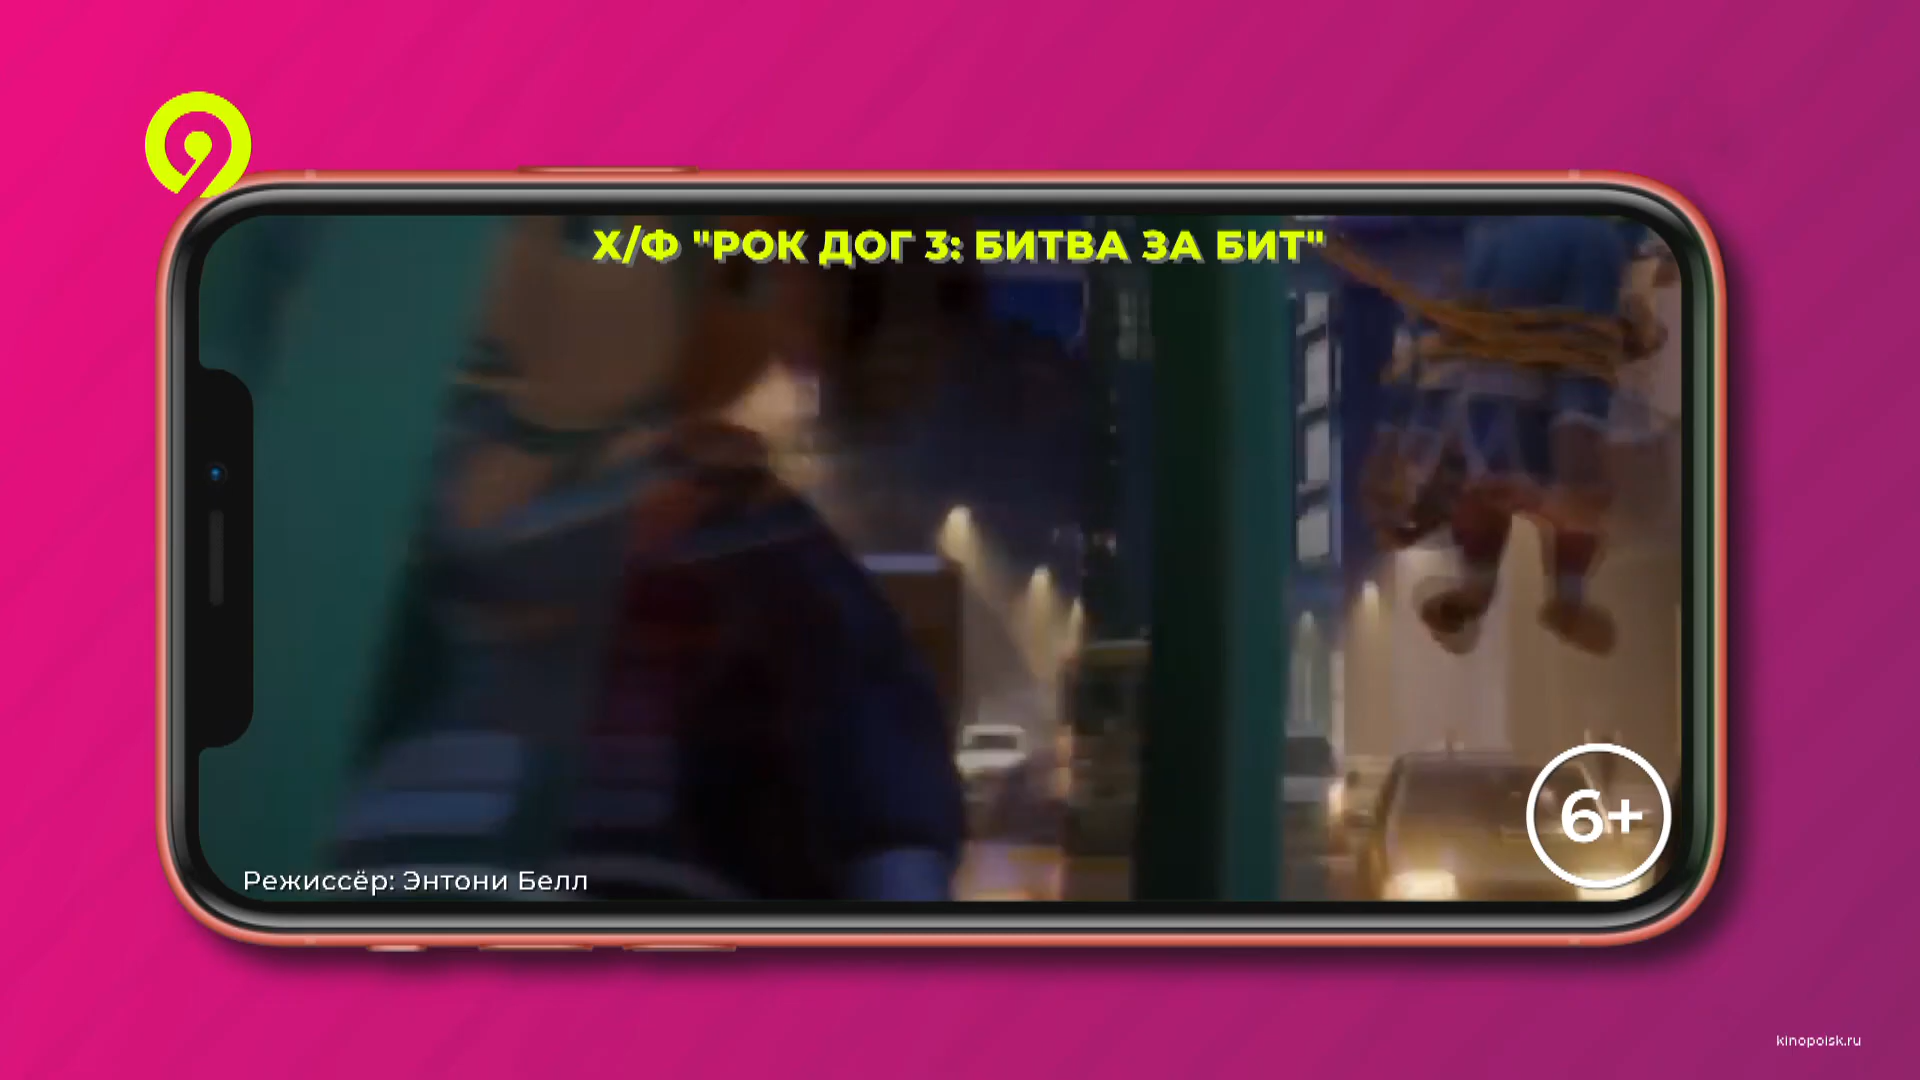 Х/Ф "РОК ДОГ 3: БИТВА ЗА БИТ"
6+
Режиссёр: Энтони Белл
kinopoisk.ru